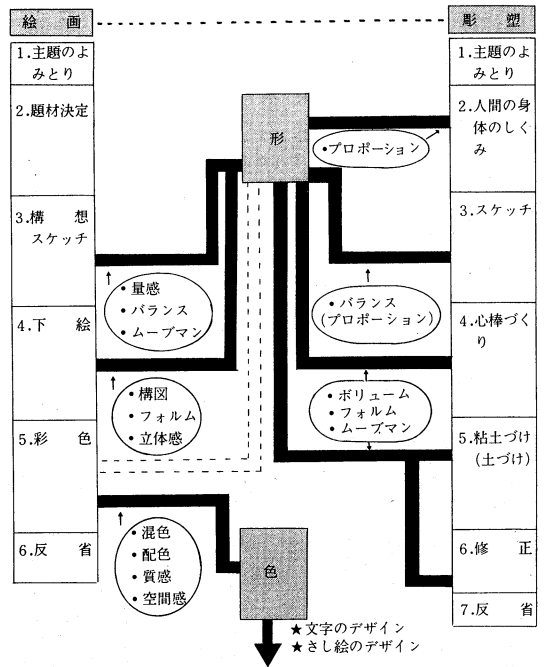 絵画
1.主題のよ
みとり
2.題材決定
3.構想
スケッチ
4.下絵
5.彩色
6.反省
形
•プロポーション
•量感
•バランス
•ムーブマン
•バランス
(プロポーション)
•構図
•フォルム
•立体感
•ボリューム
•フォルム
•ムーブマン
•混色
•配色
•質感
•空間感
色
★文字のデザイン
★さし絵のデザイン
彫塑
1.主題のよ
みとり
2.人間の身
体のしく
み
3.スケッチ
4.心棒づく
り
5.粘土づけ
(土づけ)
6.修正
7.反省